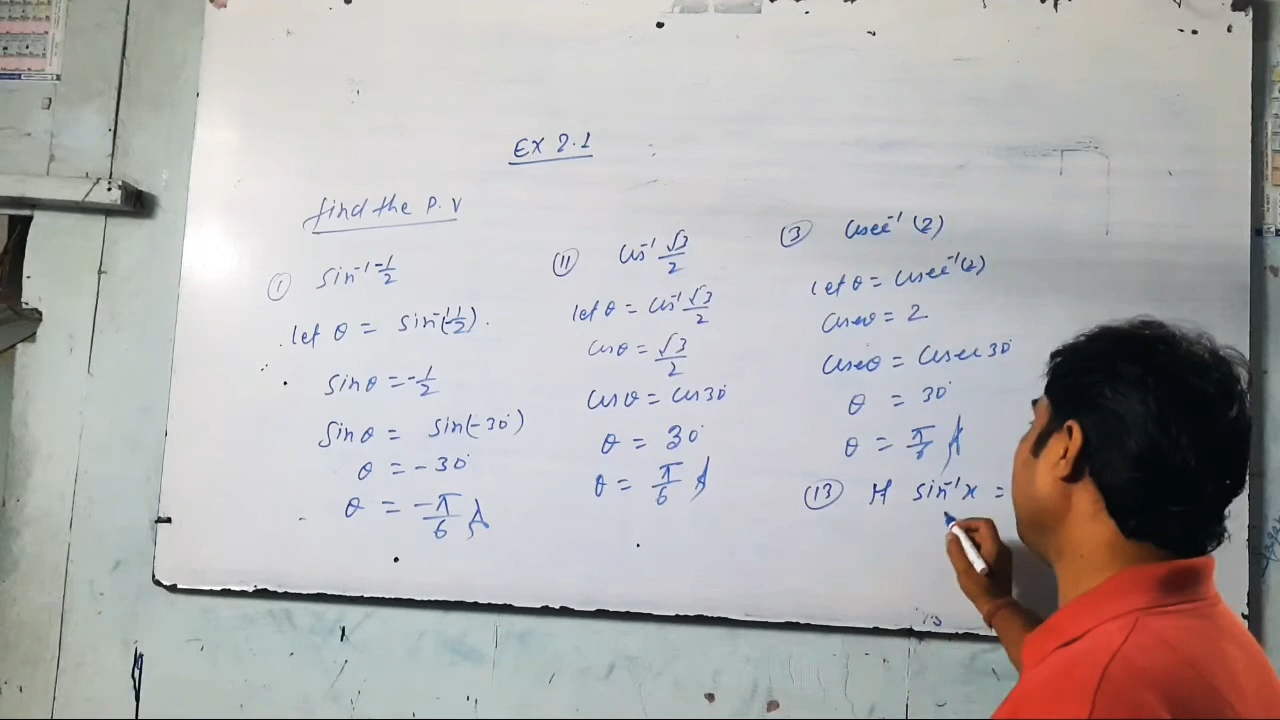 EX 2.1
find the P.V
① sin⁻¹ -1/2
let θ = sin⁻¹(-1/2).
sinθ = -1/2
sinθ = sin(-30°)
θ = -30°
θ = -π/6
⑪ cos⁻¹ √3/2
let θ = cos⁻¹ √3/2
cosθ = √3/2
cosθ = cos30°
θ = 30°
θ = π/6
③ cosec⁻¹(2)
let θ = cosec⁻¹(2)
cosecθ = 2
cosecθ = cosec30°
θ = 30°
θ = π/6
⑬ If sin⁻¹x =